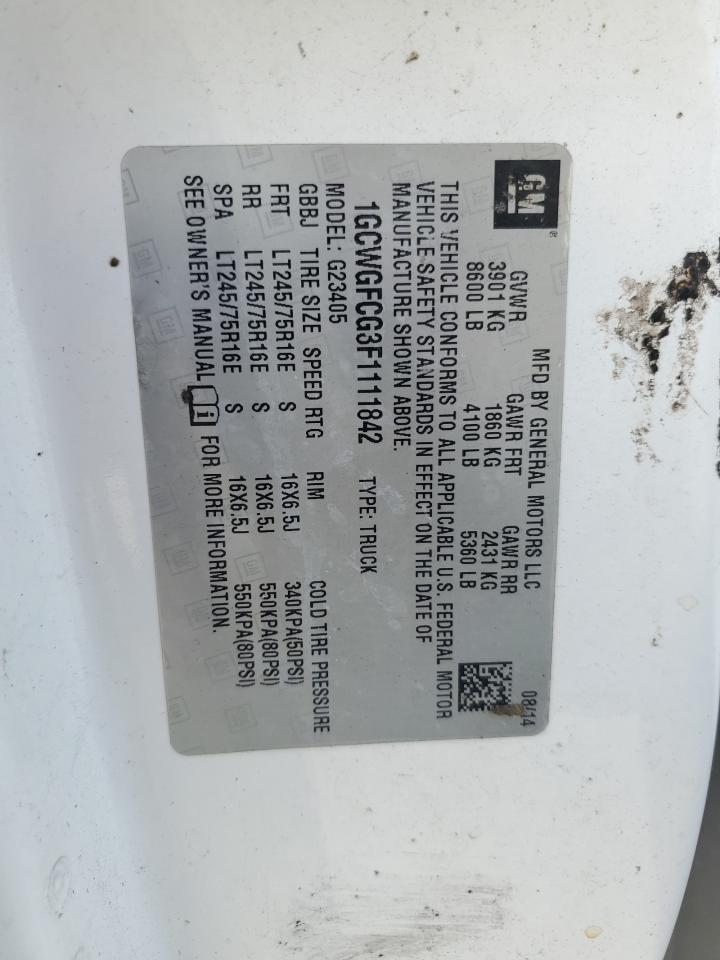 GM
MFD BY GENERAL MOTORS LLC 08/14
GVWR GAWR FRT GAWR RR
3901 KG 1860 KG 2431 KG
8600 LB 4100 LB 5360 LB
THIS VEHICLE CONFORMS TO ALL APPLICABLE U.S. FEDERAL MOTOR
VEHICLE SAFETY STANDARDS IN EFFECT ON THE DATE OF
MANUFACTURE SHOWN ABOVE.
1GCWGFCG3F1111842 TYPE: TRUCK
MODEL: G23405
GBBJ TIRE SIZE SPEED RTG RIM COLD TIRE PRESSURE
FRT LT245/75R16E S 16X6.5J 340KPA(50PSI)
RR LT245/75R16E S 16X6.5J 550KPA(80PSI)
SPA LT245/75R16E S 16X6.5J 550KPA(80PSI)
SEE OWNER'S MANUAL i FOR MORE INFORMATION.